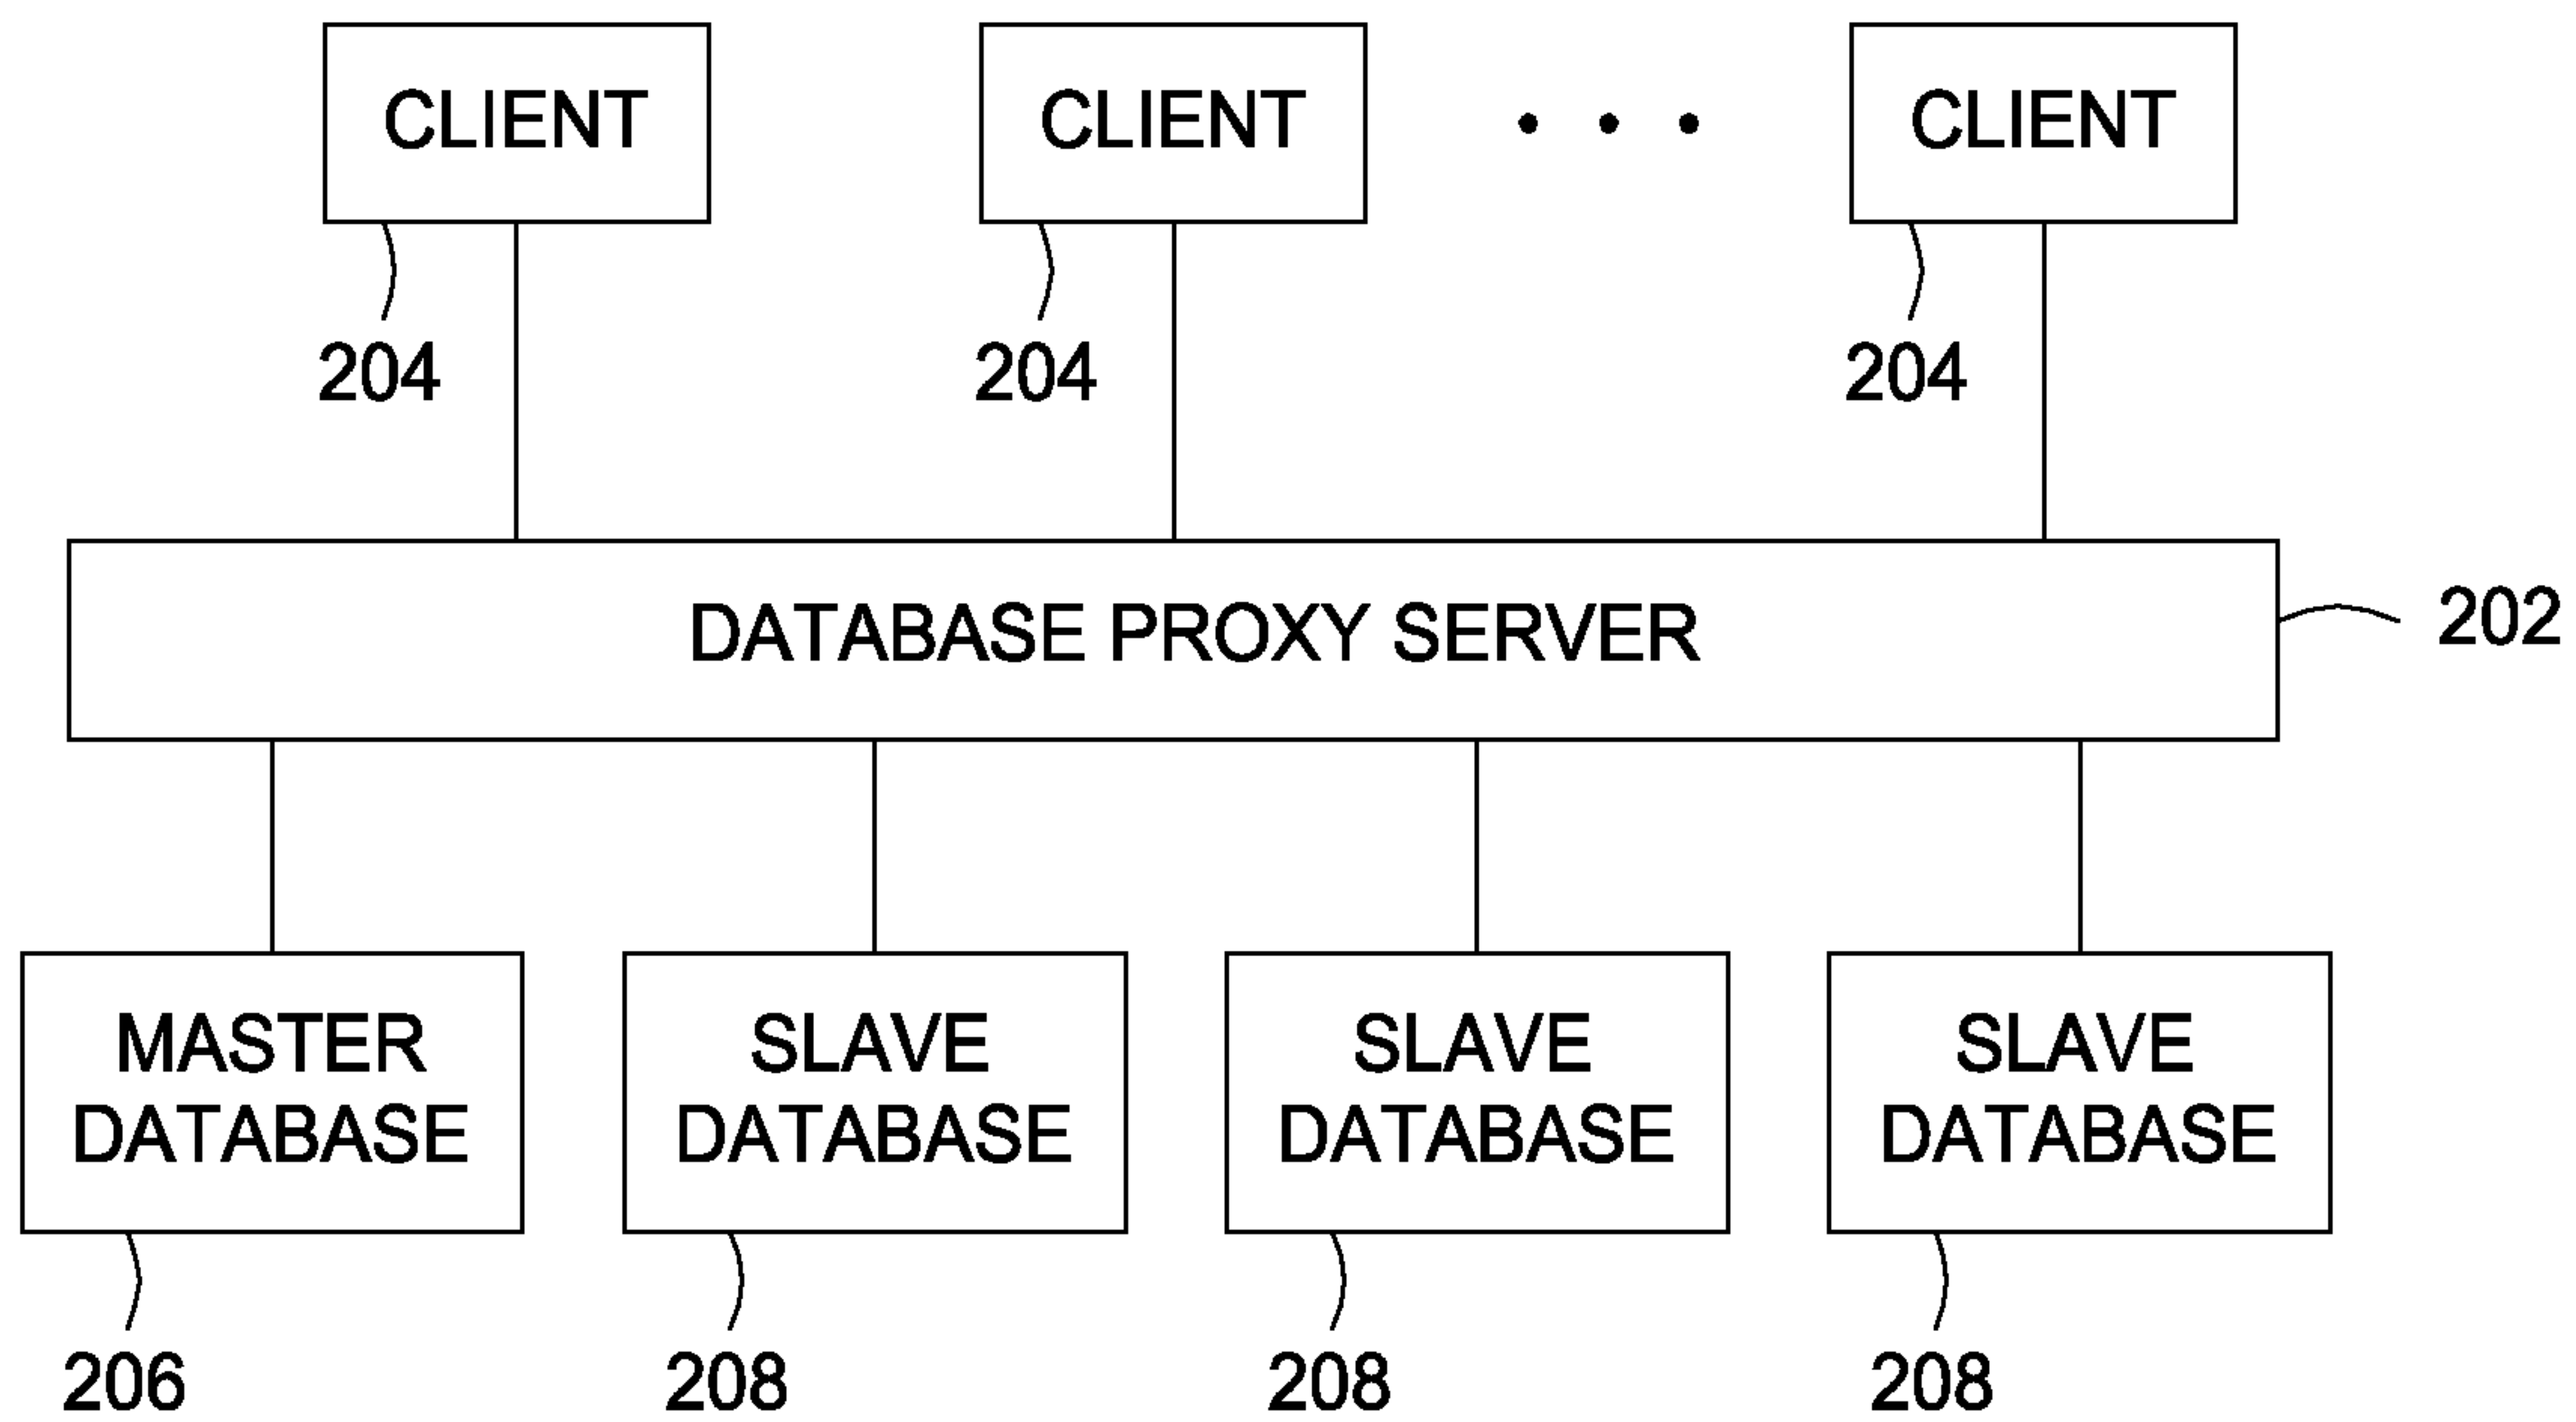 CLIENT
CLIENT
• • •
CLIENT
204
204
204
DATABASE PROXY SERVER
202
MASTER
DATABASE
SLAVE
DATABASE
SLAVE
DATABASE
SLAVE
DATABASE
206
208
208
208